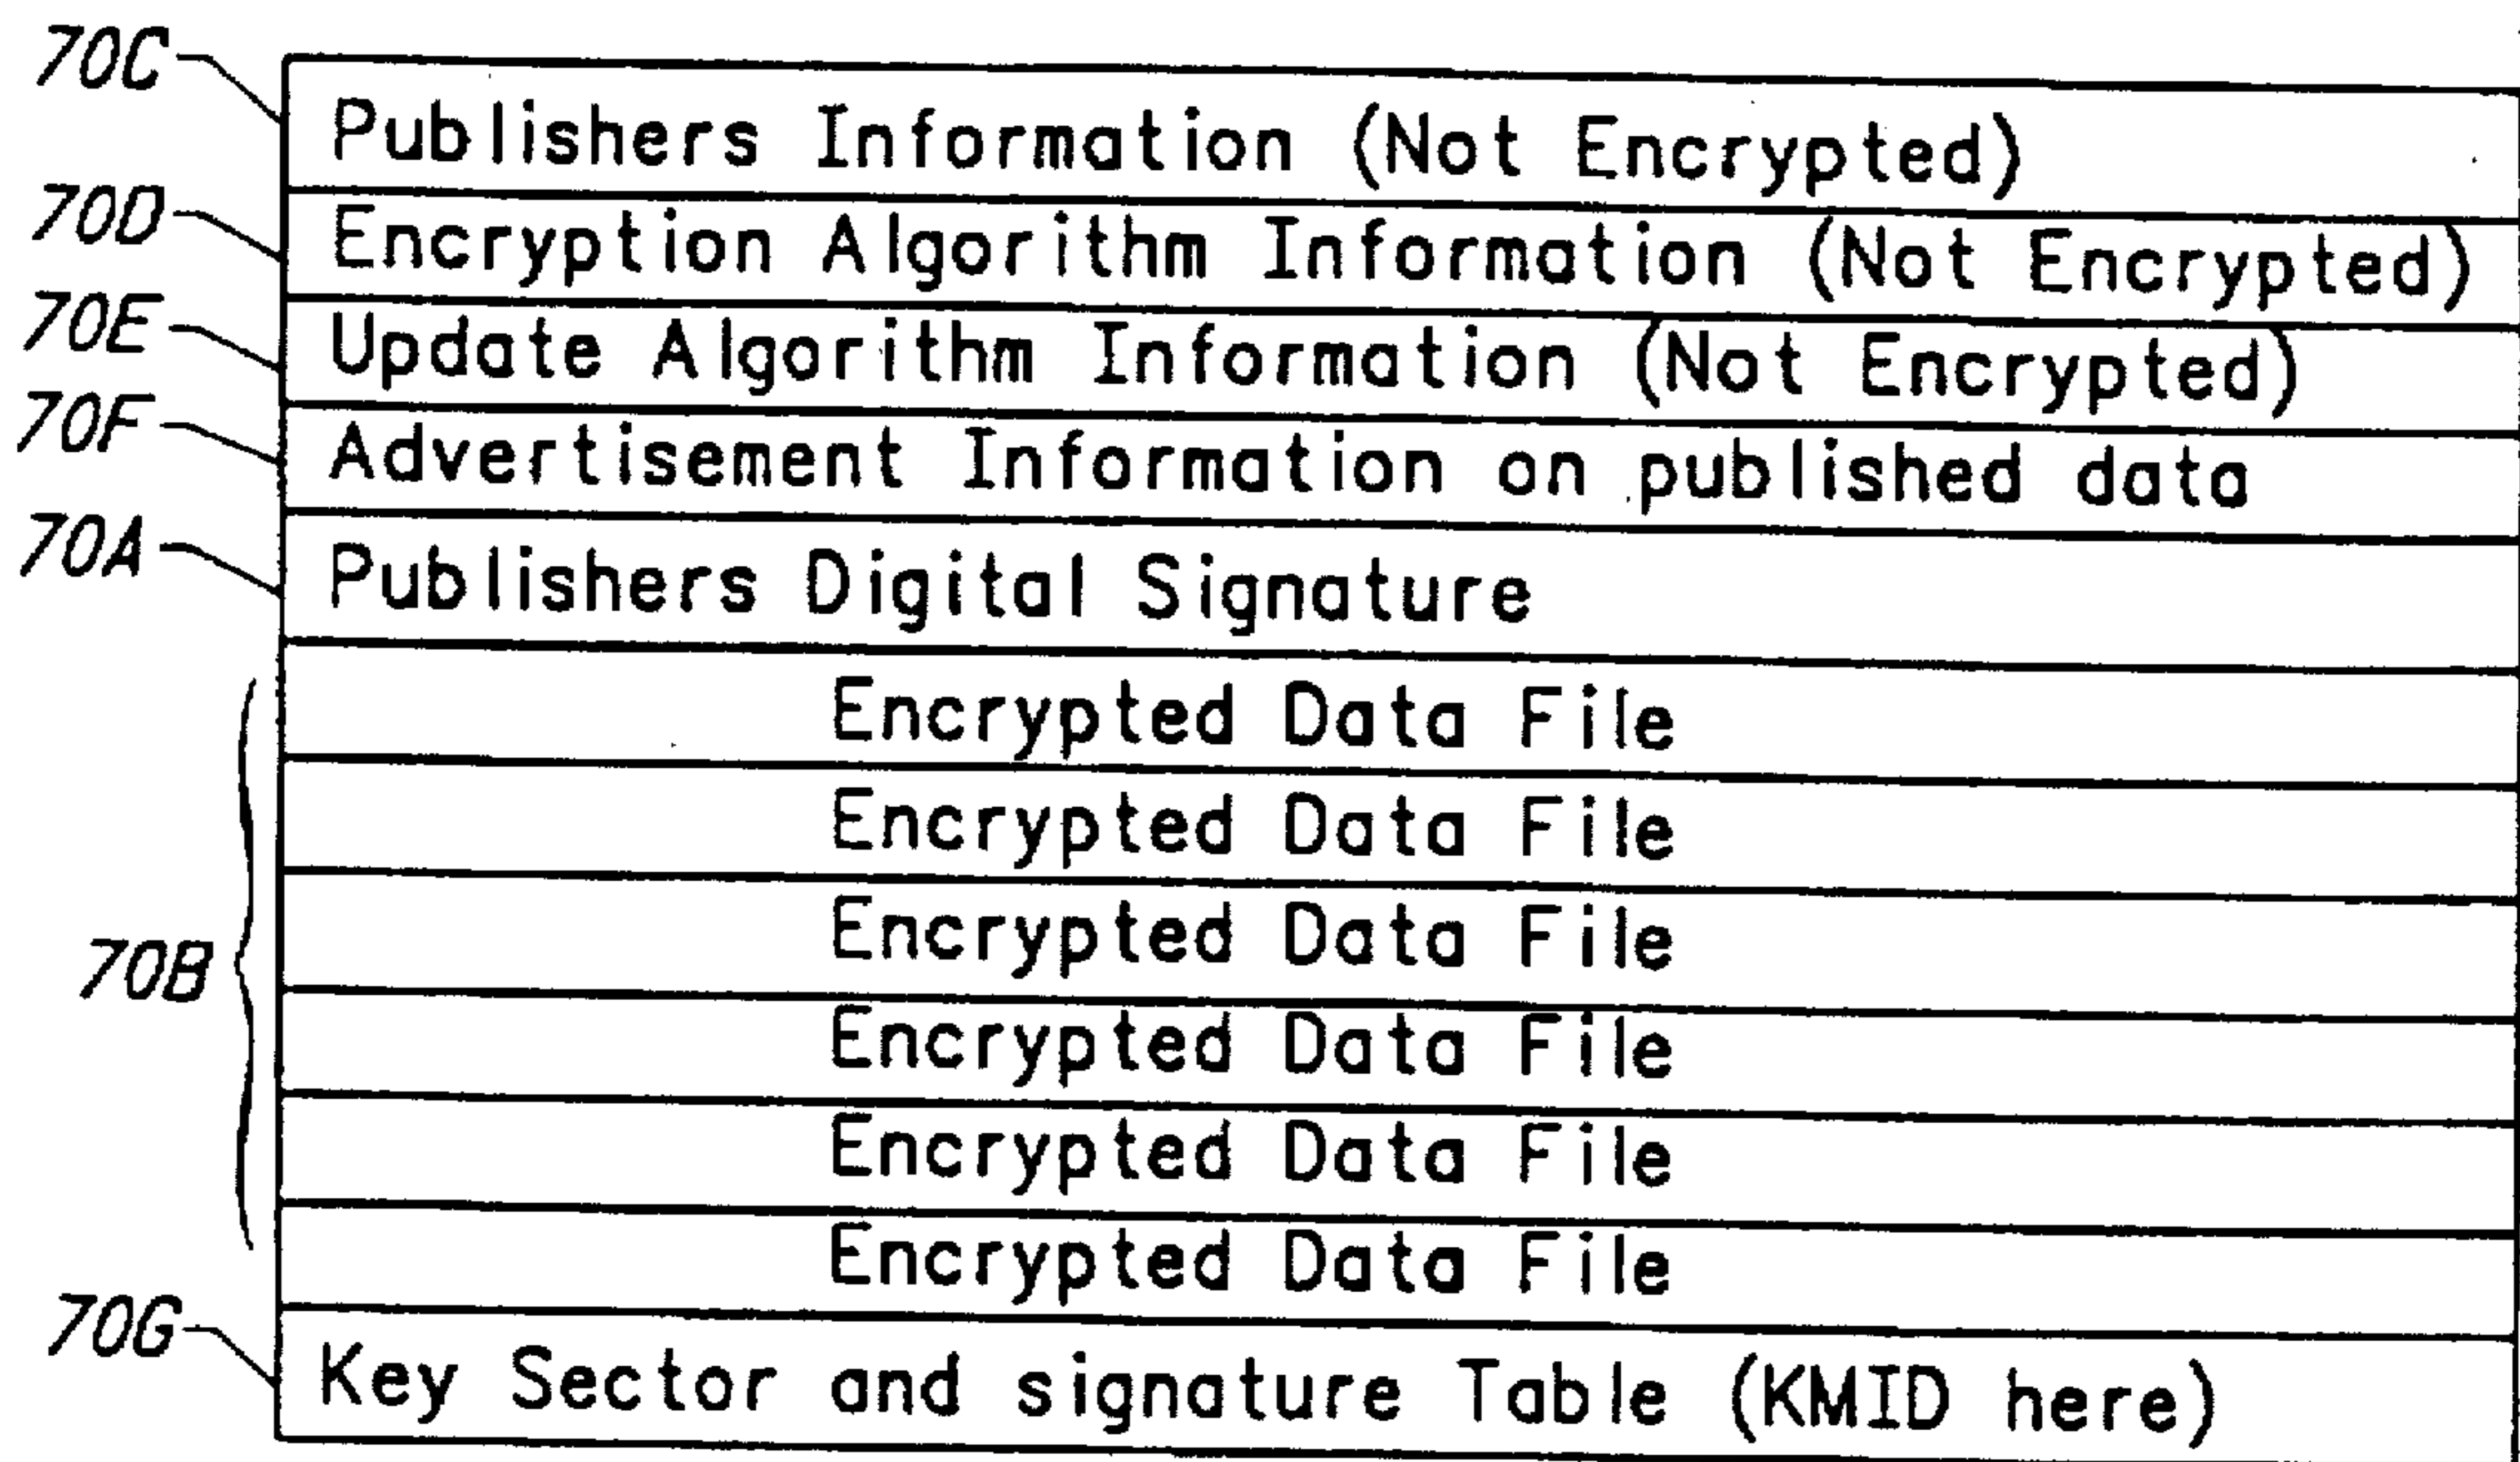 70C Publishers Information (Not Encrypted)
70D Encryption Algorithm Information (Not Encrypted)
70E Update Algorithm Information (Not Encrypted)
70F Advertisement Information on published data
70A Publishers Digital Signature
Encrypted Data File
Encrypted Data File
Encrypted Data File
70B
Encrypted Data File
Encrypted Data File
Encrypted Data File
70G Key Sector and signature Table (KMID here)